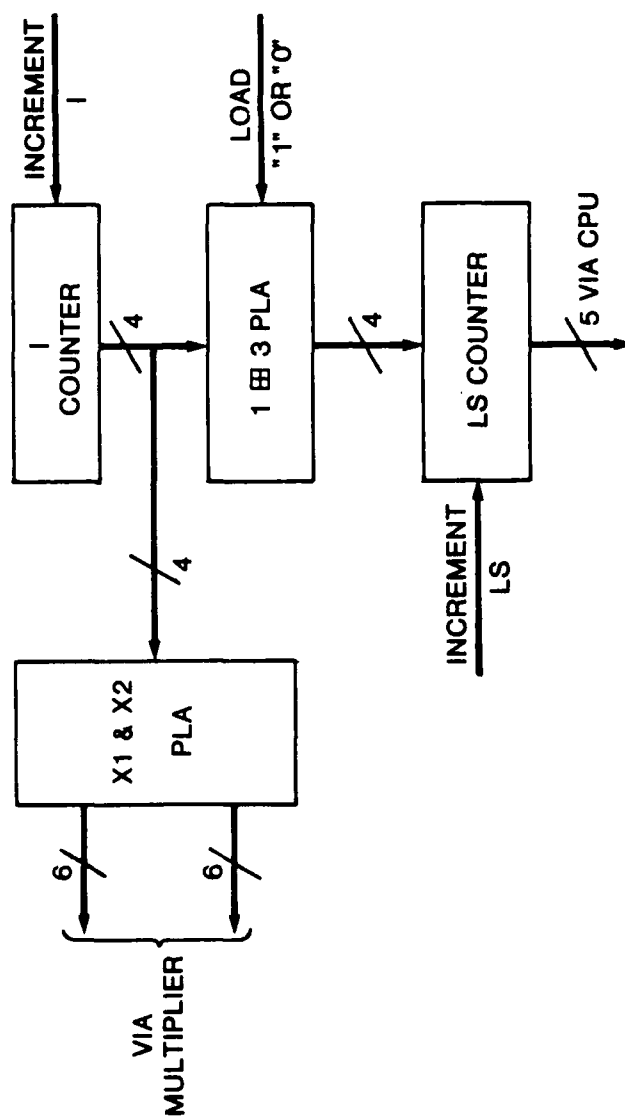 VIA
MULTIPLIER
6
6
X1 & X2
PLA
4
I
COUNTER
INCREMENT
I
4
1 ⊞ 3 PLA
LOAD
"1" OR "0"
4
INCREMENT
LS
LS COUNTER
5 VIA CPU